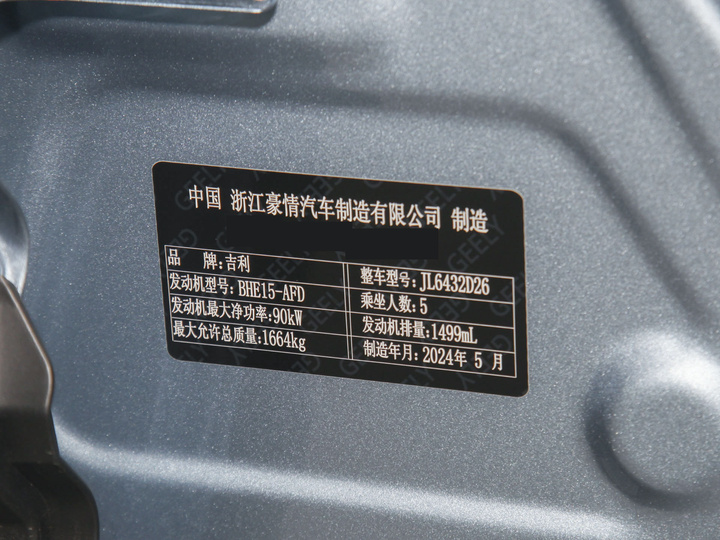 中国 浙江豪情汽车制造有限公司 制造
品 牌:吉利
整车型号:JL6432D26
发动机型号:BHE15-AFD
乘坐人数:5
发动机最大净功率:90kW
发动机排量:1499mL
最大允许总质量:1664kg
制造年月:2024年 5 月